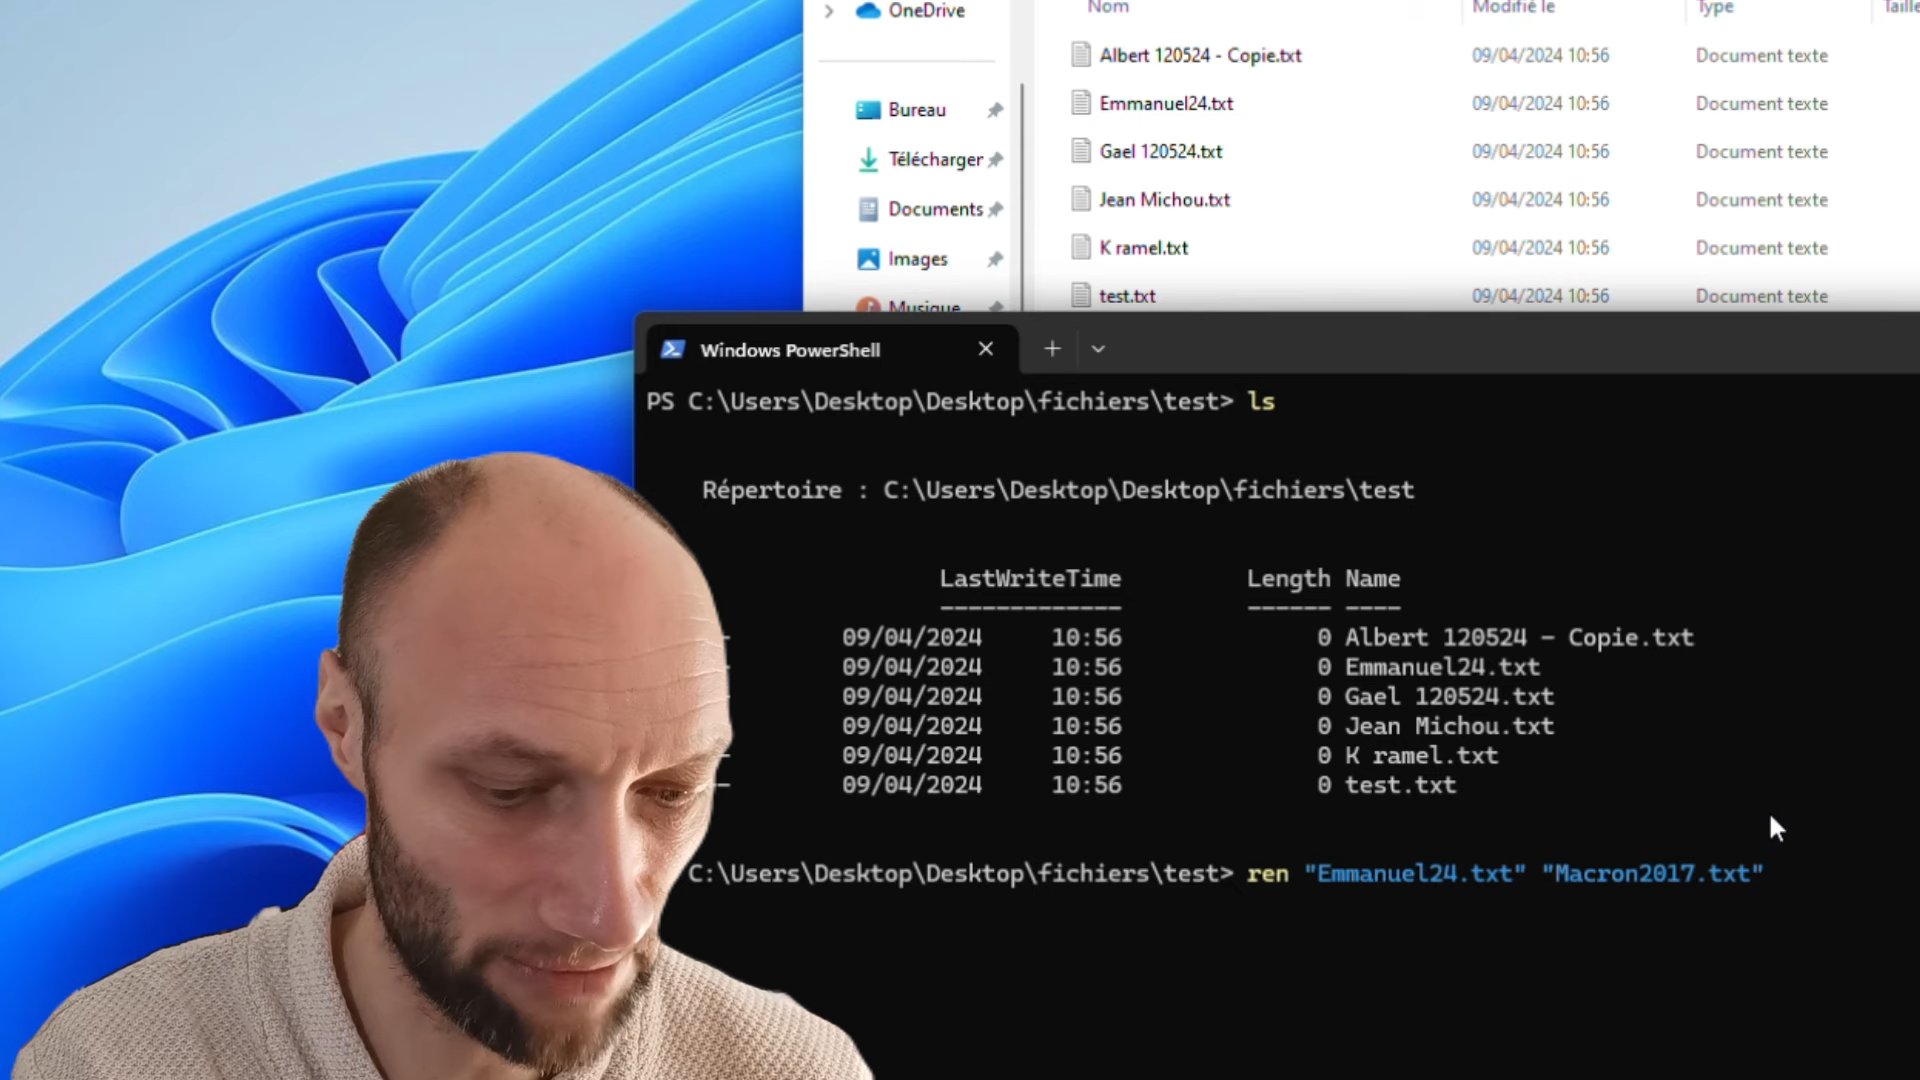 OneDrive
Bureau
Télécharger
Documents
Images
Musique
Nom Modifié le Type Taille
Albert 120524 - Copie.txt 09/04/2024 10:56 Document texte
Emmanuel24.txt 09/04/2024 10:56 Document texte
Gael 120524.txt 09/04/2024 10:56 Document texte
Jean Michou.txt 09/04/2024 10:56 Document texte
K ramel.txt 09/04/2024 10:56 Document texte
test.txt 09/04/2024 10:56 Document texte
Windows PowerShell
PS C:\Users\Desktop\Desktop\fichiers\test> ls
Répertoire : C:\Users\Desktop\Desktop\fichiers\test
LastWriteTime Length Name
------------- ------ ----
09/04/2024 10:56 0 Albert 120524 - Copie.txt
09/04/2024 10:56 0 Emmanuel24.txt
09/04/2024 10:56 0 Gael 120524.txt
09/04/2024 10:56 0 Jean Michou.txt
09/04/2024 10:56 0 K ramel.txt
09/04/2024 10:56 0 test.txt
C:\Users\Desktop\Desktop\fichiers\test> ren "Emmanuel24.txt" "Macron2017.txt"